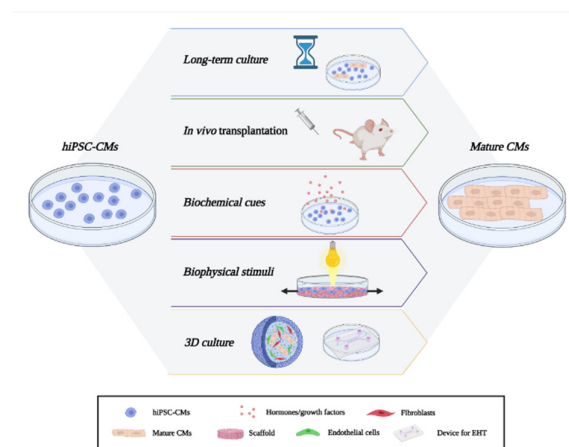 Long-term culture
In vivo transplantation
hiPSC-CMs
Mature CMs
Biochemical cues
Biophysical stimuli
3D culture
hiPSC-CMs
Hormones/growth factors
Fibroblasts
Mature CMs
Scaffold
Endothelial cells
Device for EHT